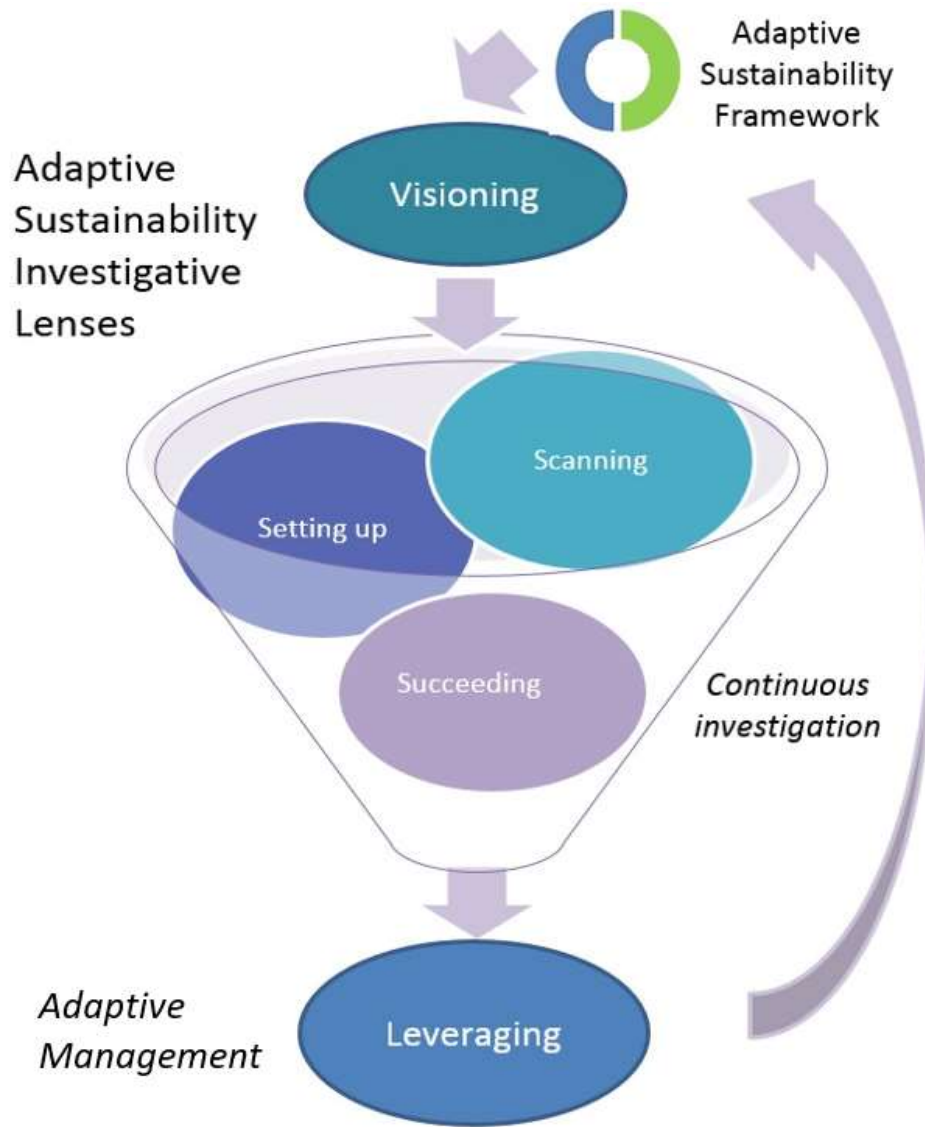 Adaptive
Sustainability
Framework
Adaptive
Sustainability
Investigative
Lenses
Visioning
Scanning
Setting up
Succeeding
Continuous
investigation
Adaptive
Management
Leveraging